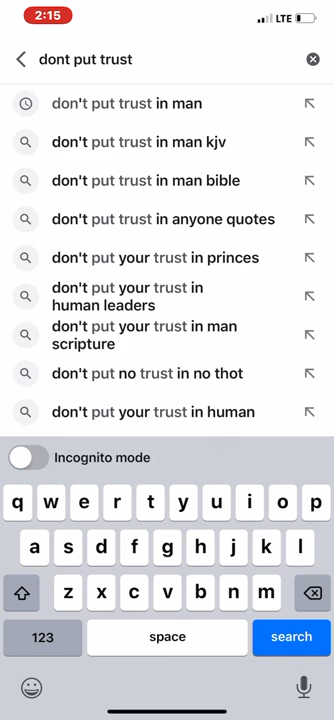 2:15
LTE
dont put trust
don't put trust in man
don't put trust in man kjv
don't put trust in man bible
don't put trust in anyone quotes
don't put your trust in princes
don't put your trust in
human leaders
don't put your trust in man
scripture
don't put no trust in no thot
don't put your trust in human
Incognito mode
q w e r t y u i o p
a s d f g h j k l
z x c v b n m
123 space search